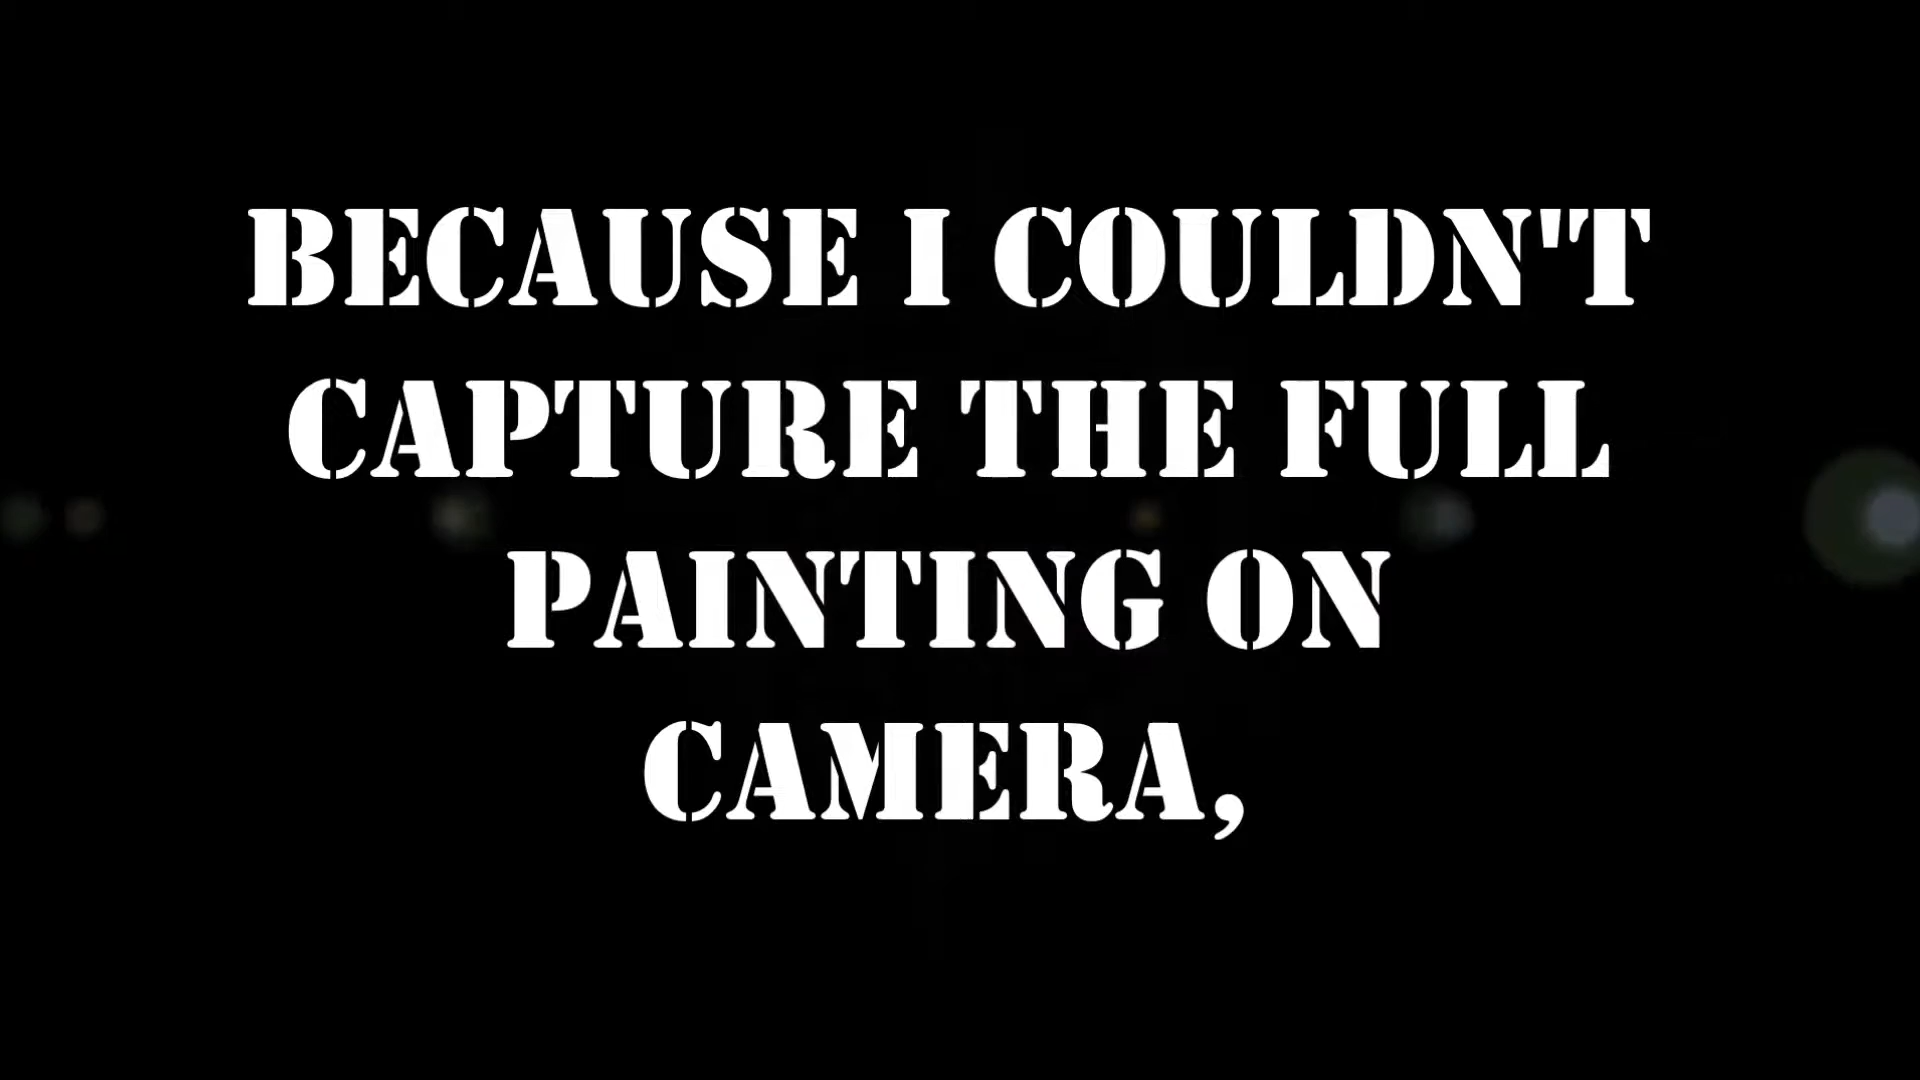 BECAUSE I COULDN'T
CAPTURE THE FULL
PAINTING ON
CAMERA,